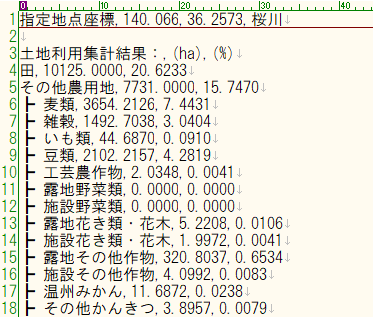 0 10 20 30 40
1 指定地点座標, 140.066, 36.2573, 桜川↓
2 ↓
3 土地利用集計結果：, (ha), (%)↓
4 田, 10125.0000, 20.6233↓
5 その他農用地, 7731.0000, 15.7470↓
6 ┣ 麦類, 3654.2126, 7.4431↓
7 ┣ 雑穀, 1492.7038, 3.0404↓
8 ┣ いも類, 44.6870, 0.0910↓
9 ┣ 豆類, 2102.2157, 4.2819↓
10 ┣ 工芸農作物, 2.0348, 0.0041↓
11 ┣ 露地野菜類, 0.0000, 0.0000↓
12 ┣ 施設野菜類, 0.0000, 0.0000↓
13 ┣ 露地花き類・花木, 5.2208, 0.0106↓
14 ┣ 施設花き類・花木, 1.9972, 0.0041↓
15 ┣ 露地その他作物, 320.8037, 0.6534↓
16 ┣ 施設その他作物, 4.0992, 0.0083↓
17 ┣ 温州みかん, 11.6872, 0.0238↓
18 ┣ その他かんきつ, 3.8957, 0.0079↓